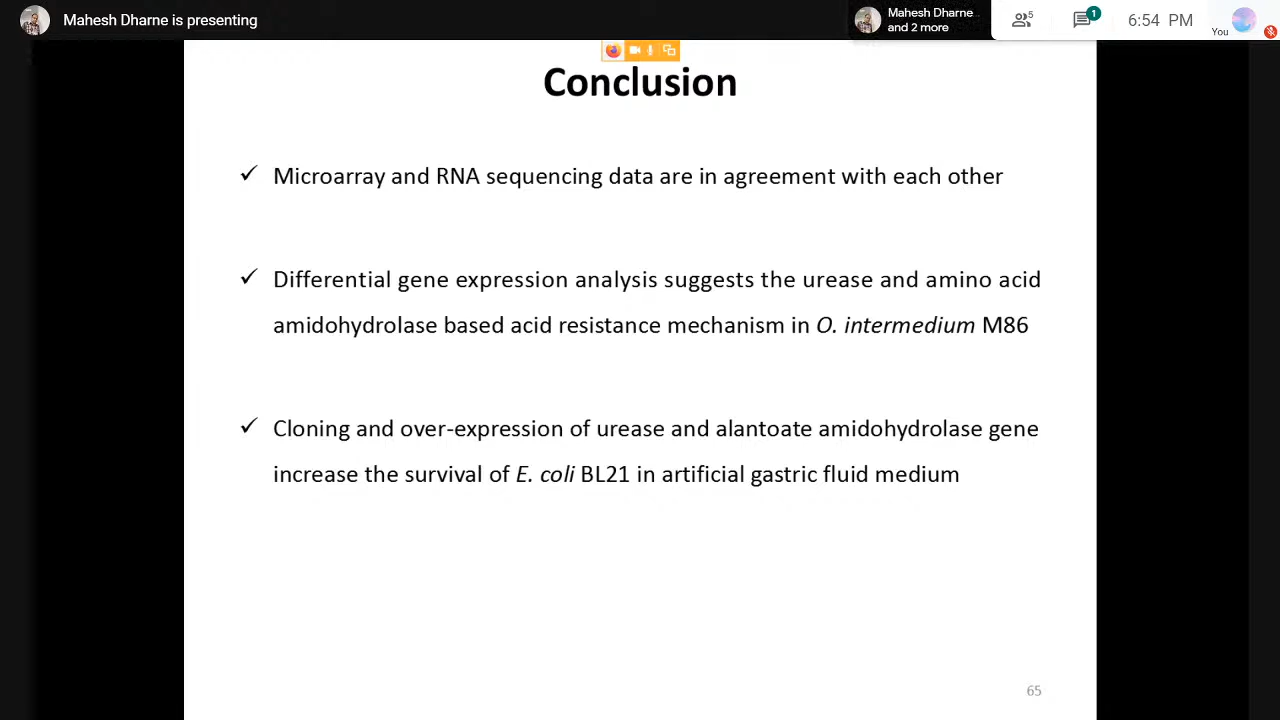 Mahesh Dharne is presenting
Mahesh Dharne
and 2 more
5
1
6:54 PM
You
Conclusion
✓ Microarray and RNA sequencing data are in agreement with each other
✓ Differential gene expression analysis suggests the urease and amino acid
amidohydrolase based acid resistance mechanism in O. intermedium M86
✓ Cloning and over-expression of urease and alantoate amidohydrolase gene
increase the survival of E. coli BL21 in artificial gastric fluid medium
65